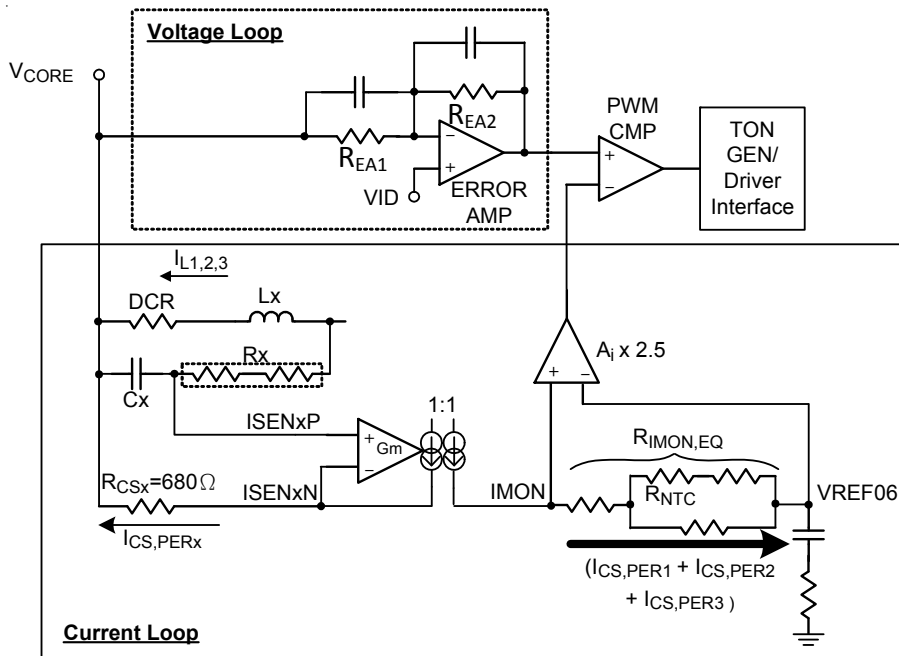 Voltage Loop
VCORE
REA2
REA1
VID
ERROR
AMP
PWM
CMP
TON
GEN/
Driver
Interface
IL1,2,3
DCR
Lx
Rx
Cx
ISENxP
1:1
Gm
RCSx=680Ω
ISENxN
ICS,PERx
Ai x 2.5
RIMON,EQ
IMON
RNTC
VREF06
(ICS,PER1 + ICS,PER2
+ ICS,PER3 )
Current Loop